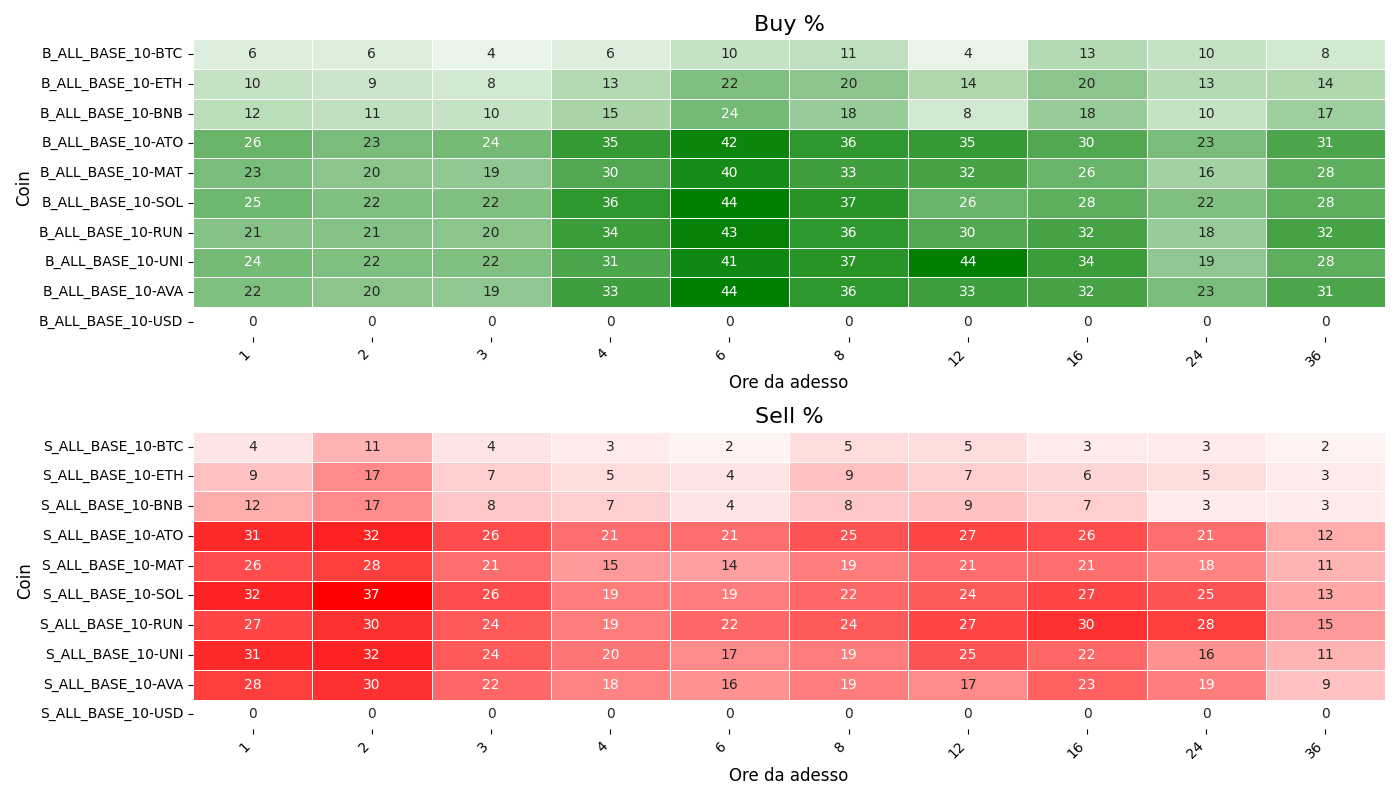 Buy %
Coin
B_ALL_BASE_10-BTC 6 6 4 6 10 11 4 13 10 8
B_ALL_BASE_10-ETH 10 9 8 13 22 20 14 20 13 14
B_ALL_BASE_10-BNB 12 11 10 15 24 18 8 18 10 17
B_ALL_BASE_10-ATO 26 23 24 35 42 36 35 30 23 31
B_ALL_BASE_10-MAT 23 20 19 30 40 33 32 26 16 28
B_ALL_BASE_10-SOL 25 22 22 36 44 37 26 28 22 28
B_ALL_BASE_10-RUN 21 21 20 34 43 36 30 32 18 32
B_ALL_BASE_10-UNI 24 22 22 31 41 37 44 34 19 28
B_ALL_BASE_10-AVA 22 20 19 33 44 36 33 32 23 31
B_ALL_BASE_10-USD 0 0 0 0 0 0 0 0 0 0
1 2 3 4 6 8 12 16 24 36
Ore da adesso
Sell %
Coin
S_ALL_BASE_10-BTC 4 11 4 3 2 5 5 3 3 2
S_ALL_BASE_10-ETH 9 17 7 5 4 9 7 6 5 3
S_ALL_BASE_10-BNB 12 17 8 7 4 8 9 7 3 3
S_ALL_BASE_10-ATO 31 32 26 21 21 25 27 26 21 12
S_ALL_BASE_10-MAT 26 28 21 15 14 19 21 21 18 11
S_ALL_BASE_10-SOL 32 37 26 19 19 22 24 27 25 13
S_ALL_BASE_10-RUN 27 30 24 19 22 24 27 30 28 15
S_ALL_BASE_10-UNI 31 32 24 20 17 19 25 22 16 11
S_ALL_BASE_10-AVA 28 30 22 18 16 19 17 23 19 9
S_ALL_BASE_10-USD 0 0 0 0 0 0 0 0 0 0
1 2 3 4 6 8 12 16 24 36
Ore da adesso